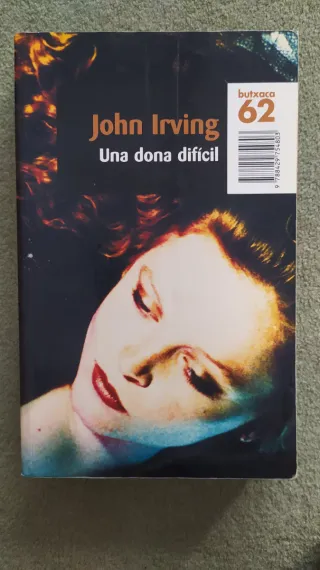 butxaca
62
John Irving
Una dona difícil